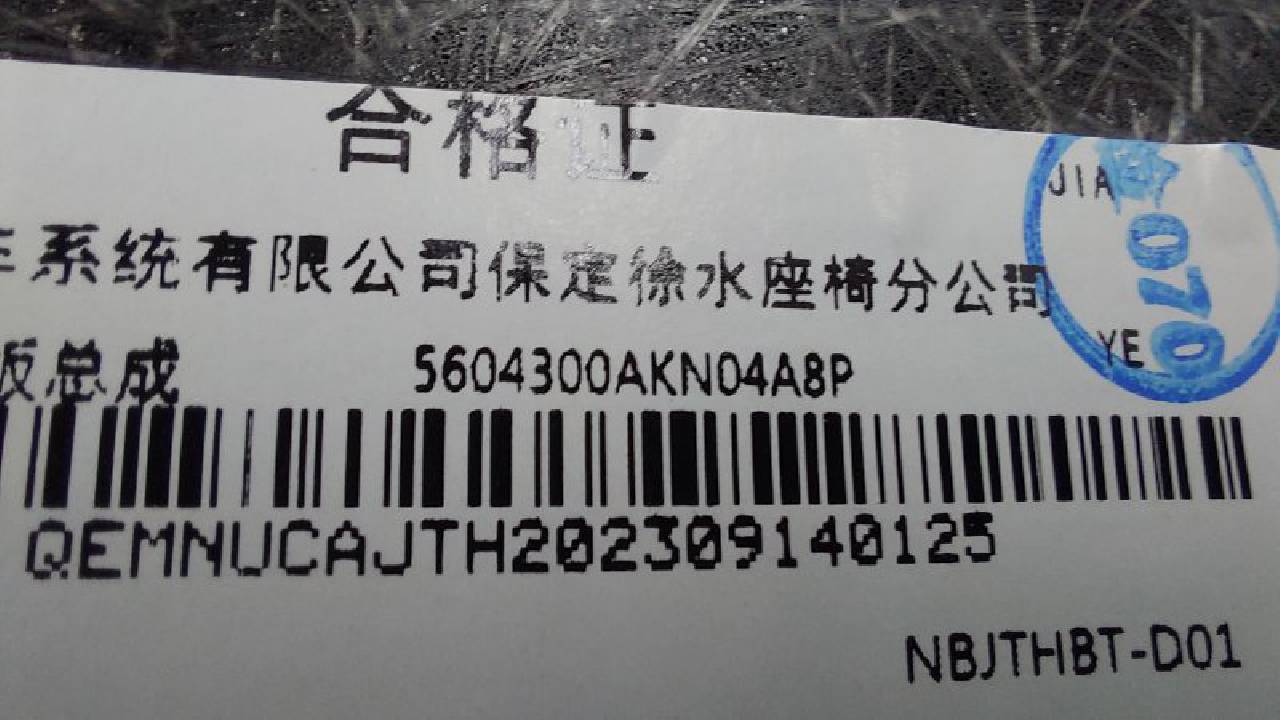 合格证
JIA
车系统有限公司保定徐水座椅分公司
070
YE
板总成 5604300AKN04A8P
QEMNUCAJTH202309140125
NBJTHBT-D01